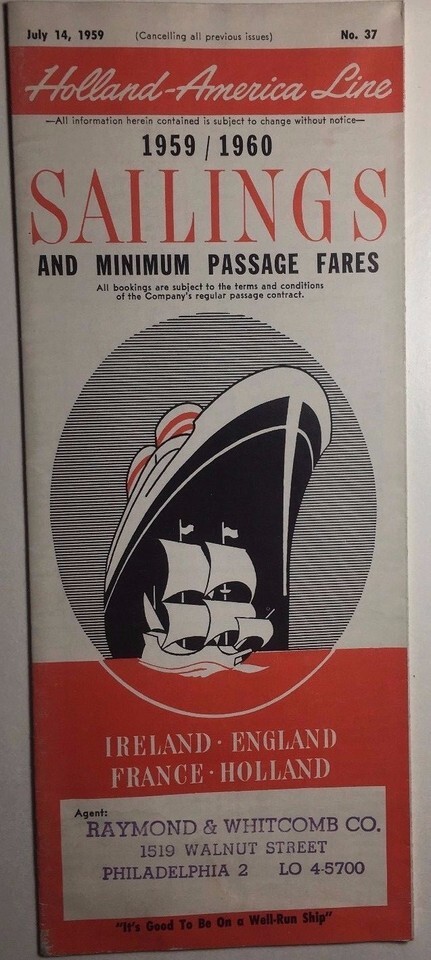 July 14, 1959 (Cancelling all previous issues) No. 37
Holland-America Line
—All information herein contained is subject to change without notice—
1959 / 1960
SAILINGS
AND MINIMUM PASSAGE FARES
All bookings are subject to the terms and conditions
of the Company's regular passage contract.
IRELAND · ENGLAND
FRANCE · HOLLAND
Agent:
RAYMOND & WHITCOMB CO.
1519 WALNUT STREET
PHILADELPHIA 2 LO 4-5700
"It's Good To Be On a Well-Run Ship"